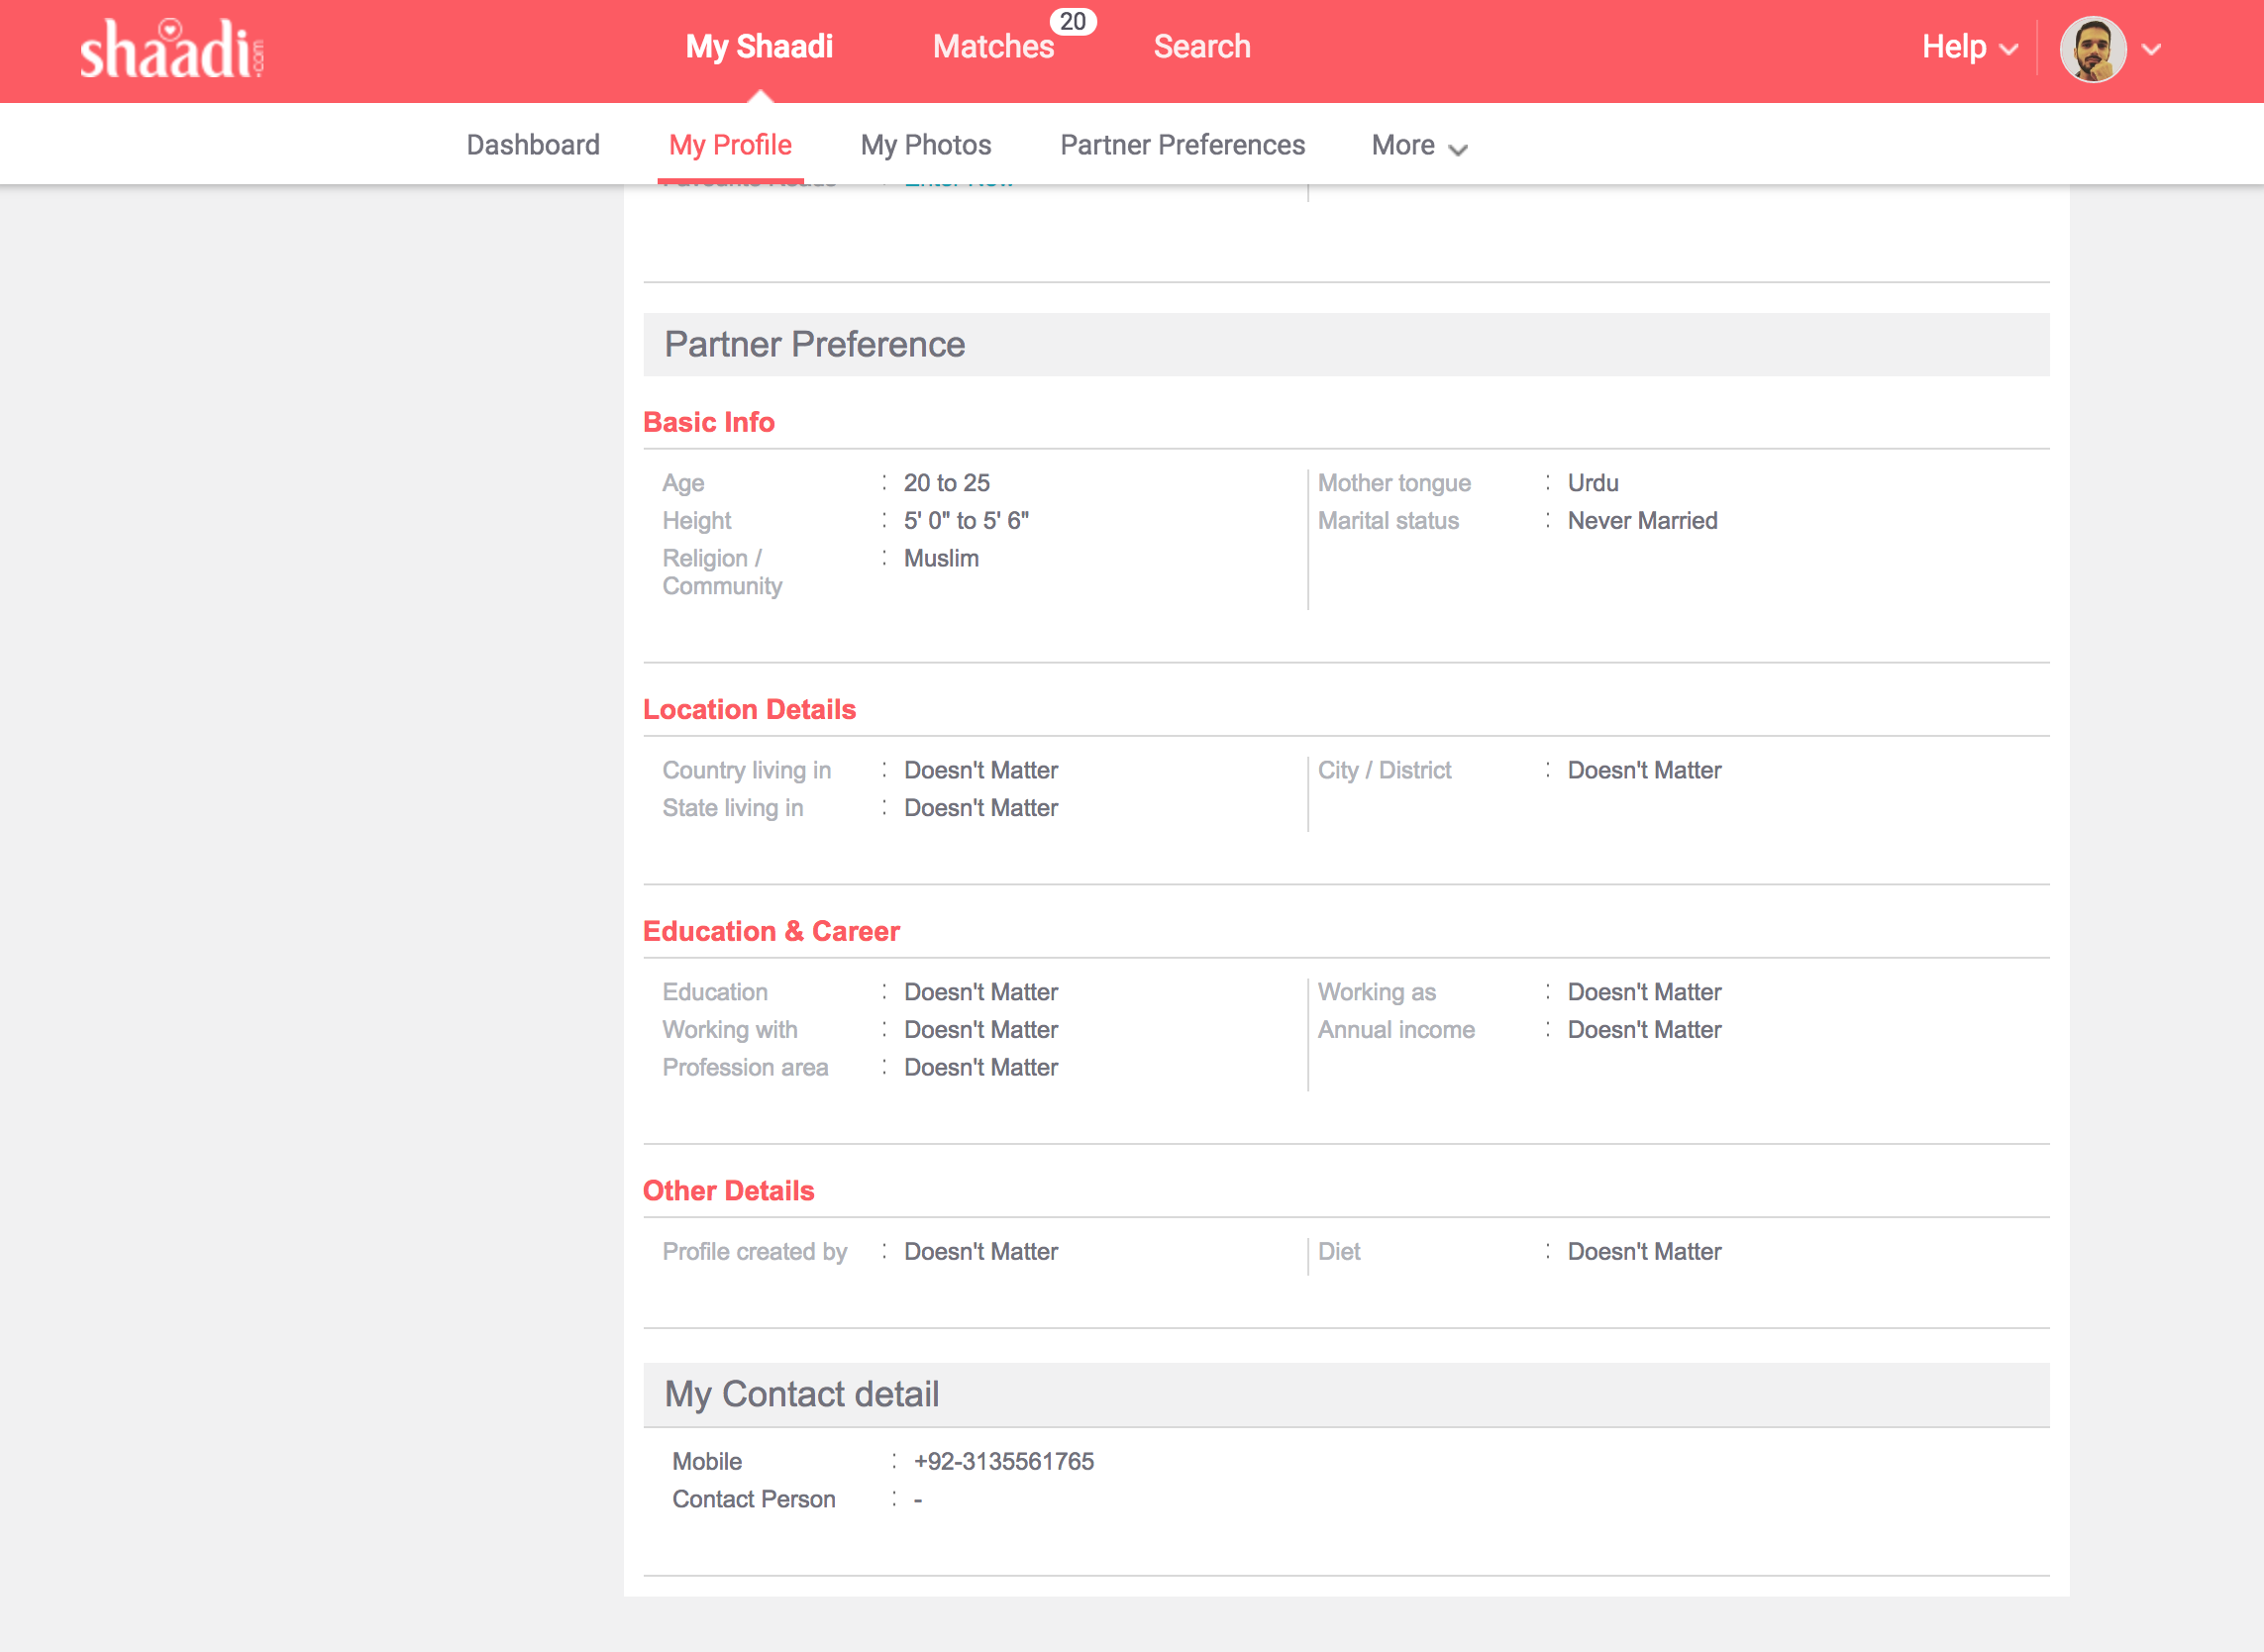 shaadi.com
My Shaadi
Matches 20
Search
Help
Dashboard
My Profile
My Photos
Partner Preferences
More
Partner Preference
Basic Info
Age : 20 to 25
Height : 5' 0" to 5' 6"
Religion / : Muslim
Community
Mother tongue : Urdu
Marital status : Never Married
Location Details
Country living in : Doesn't Matter
State living in : Doesn't Matter
City / District : Doesn't Matter
Education & Career
Education : Doesn't Matter
Working with : Doesn't Matter
Profession area : Doesn't Matter
Working as : Doesn't Matter
Annual income : Doesn't Matter
Other Details
Profile created by : Doesn't Matter
Diet : Doesn't Matter
My Contact detail
Mobile : +92-3135561765
Contact Person : -